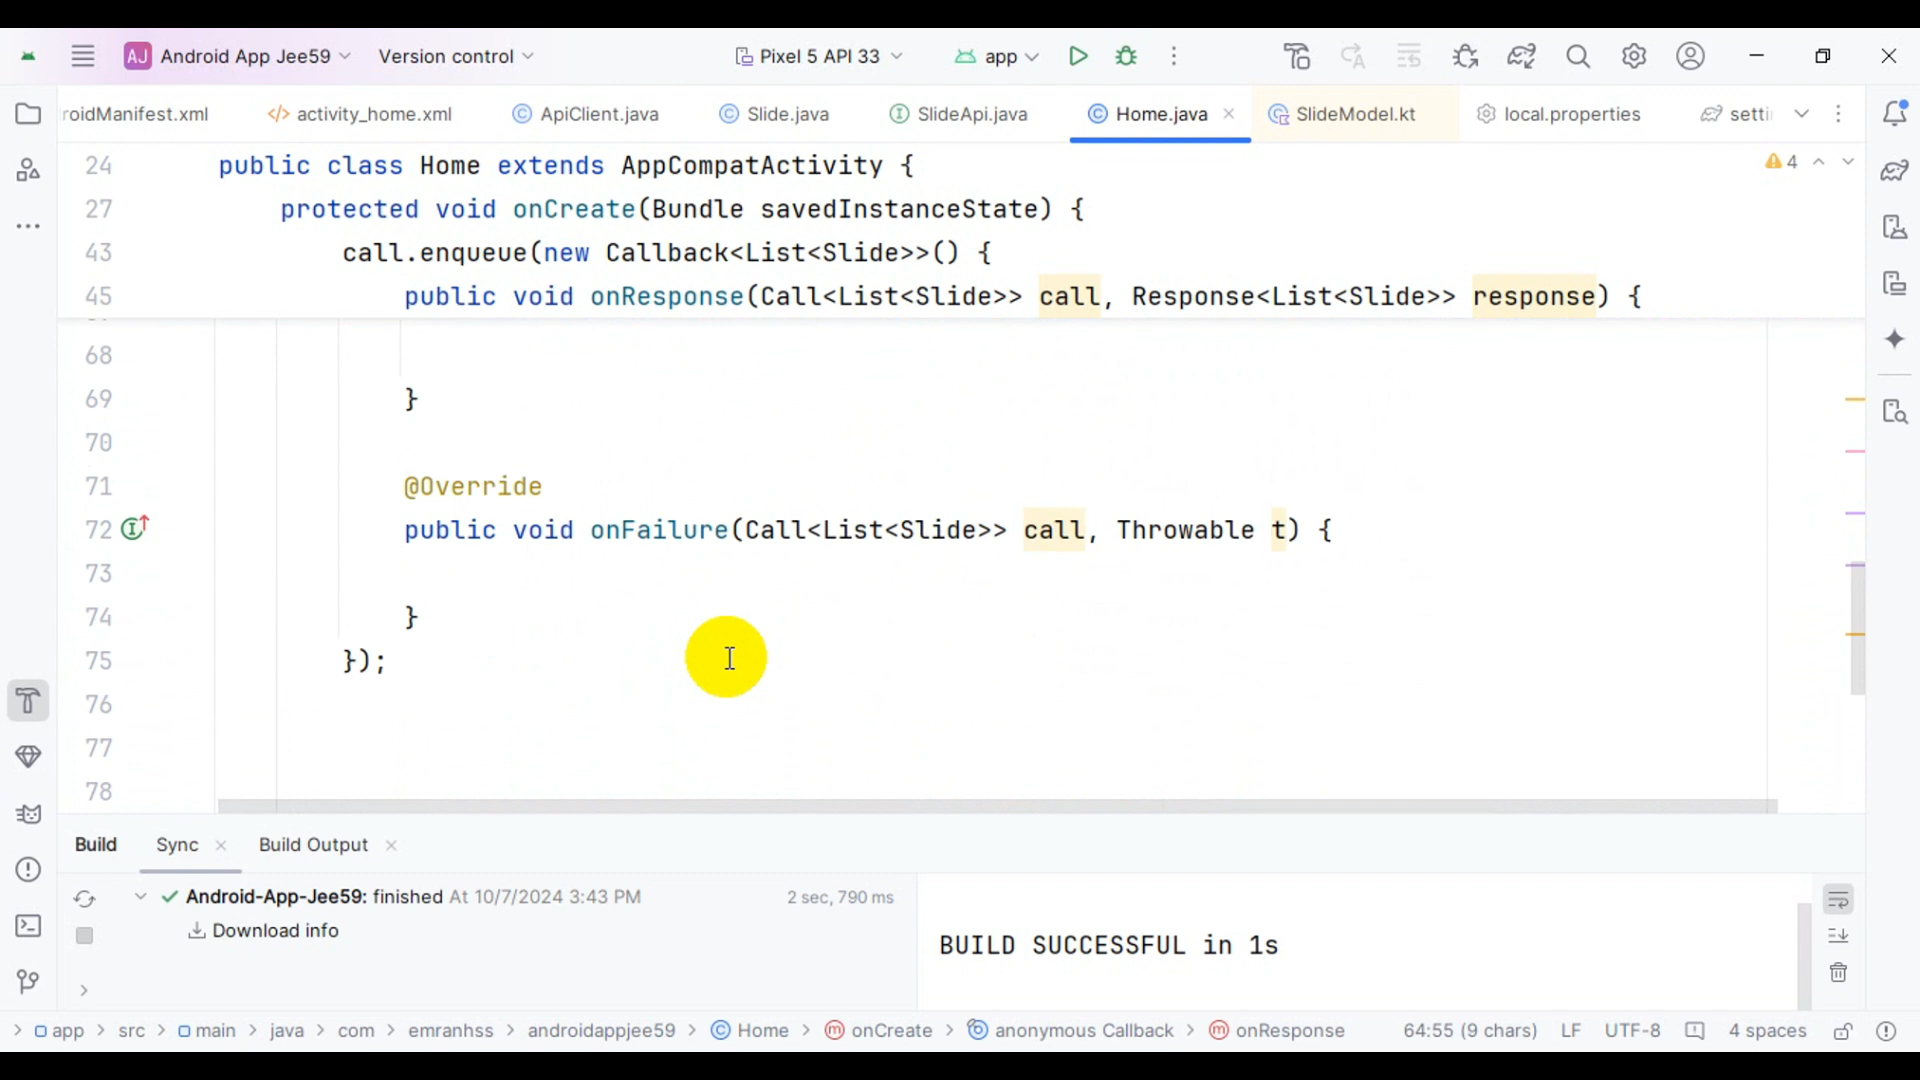 AJ Android App Jee59 Version control Pixel 5 API 33 app
roidManifest.xml activity_home.xml ApiClient.java Slide.java SlideApi.java Home.java SlideModel.kt local.properties setti
24 public class Home extends AppCompatActivity { 4
27 protected void onCreate(Bundle savedInstanceState) {
43 call.enqueue(new Callback<List<Slide>>() {
45 public void onResponse(Call<List<Slide>> call, Response<List<Slide>> response) {
68
69 }
70
71 @Override
72 public void onFailure(Call<List<Slide>> call, Throwable t) {
73
74 }
75 });
76
77
78
Build Sync Build Output
Android-App-Jee59: finished At 10/7/2024 3:43 PM 2 sec, 790 ms
Download info
BUILD SUCCESSFUL in 1s
app > src > main > java > com > emranhss > androidappjee59 > Home > onCreate > anonymous Callback > onResponse 64:55 (9 chars) LF UTF-8 4 spaces